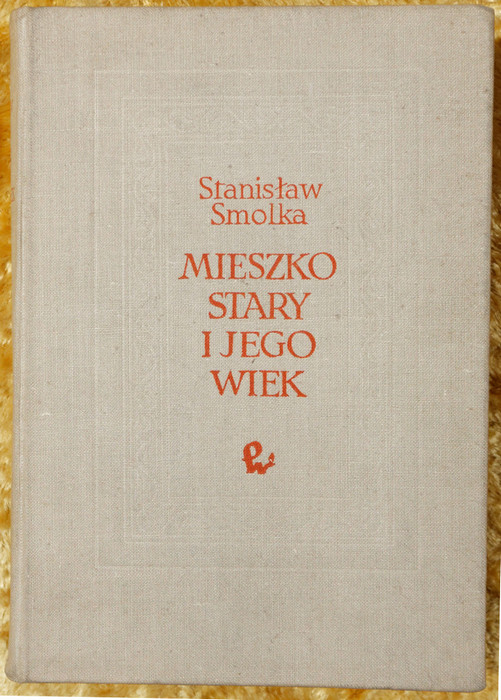 Stanisław
Smolka
MIESZKO
STARY
I JEGO
WIEK